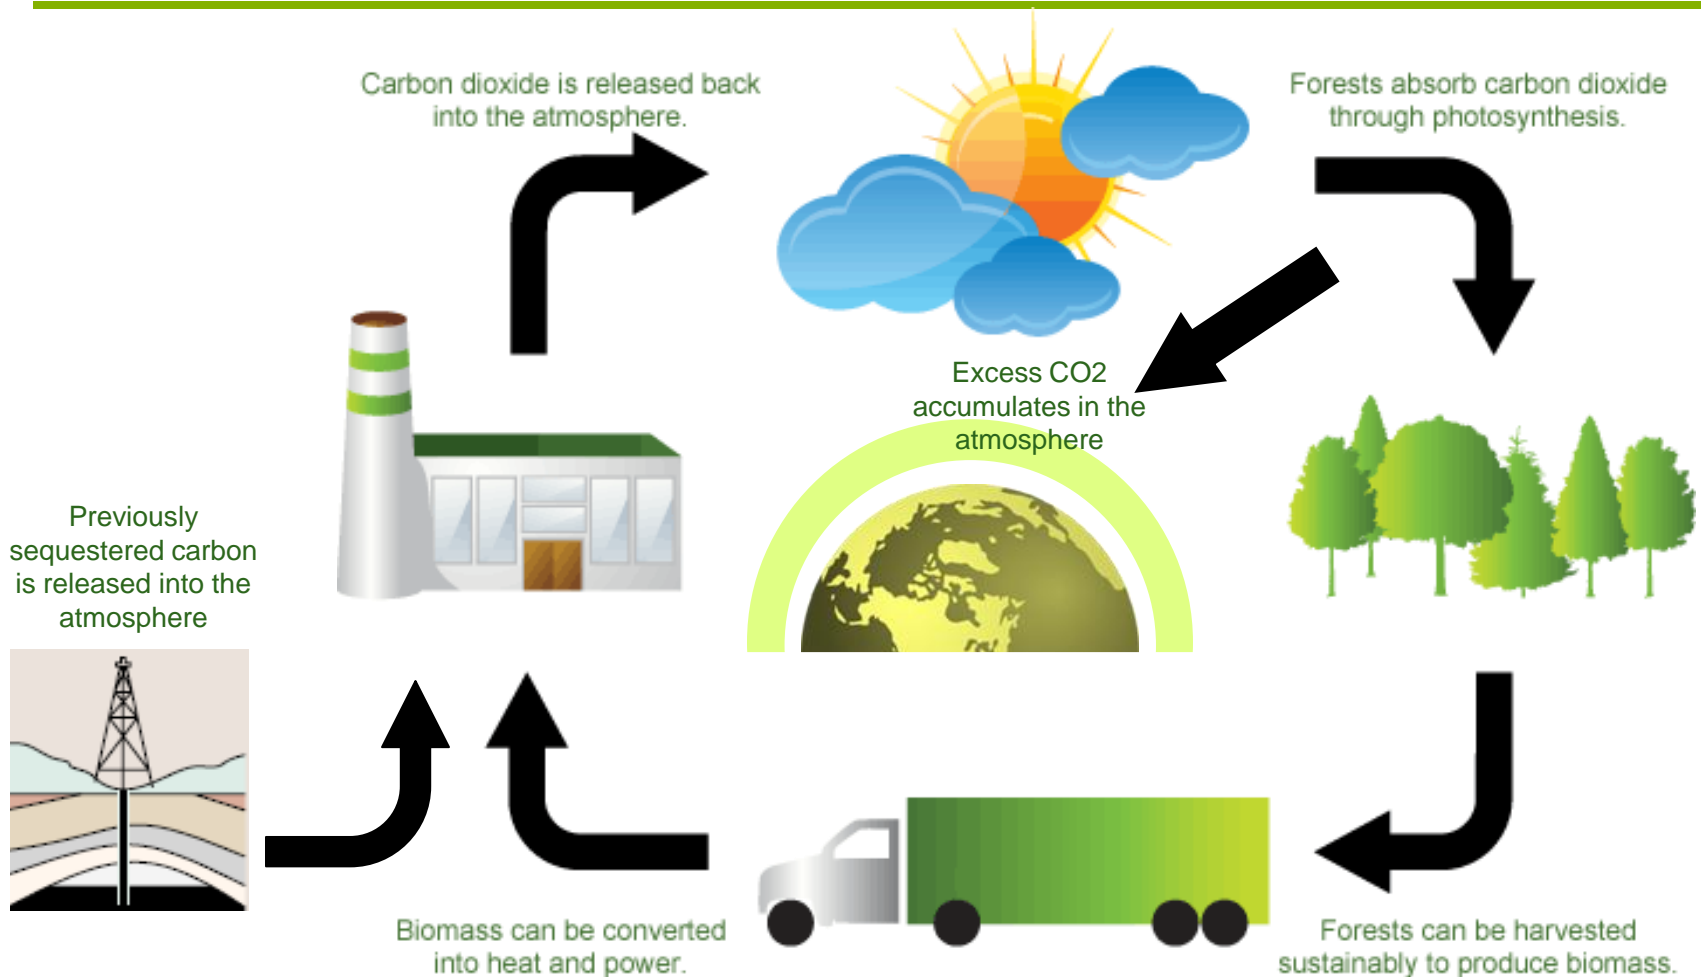 Carbon dioxide is released back
into the atmosphere.
Forests absorb carbon dioxide
through photosynthesis.
Excess CO2
accumulates in the
atmosphere
Previously
sequestered carbon
is released into the
atmosphere
Biomass can be converted
into heat and power.
Forests can be harvested
sustainably to produce biomass.